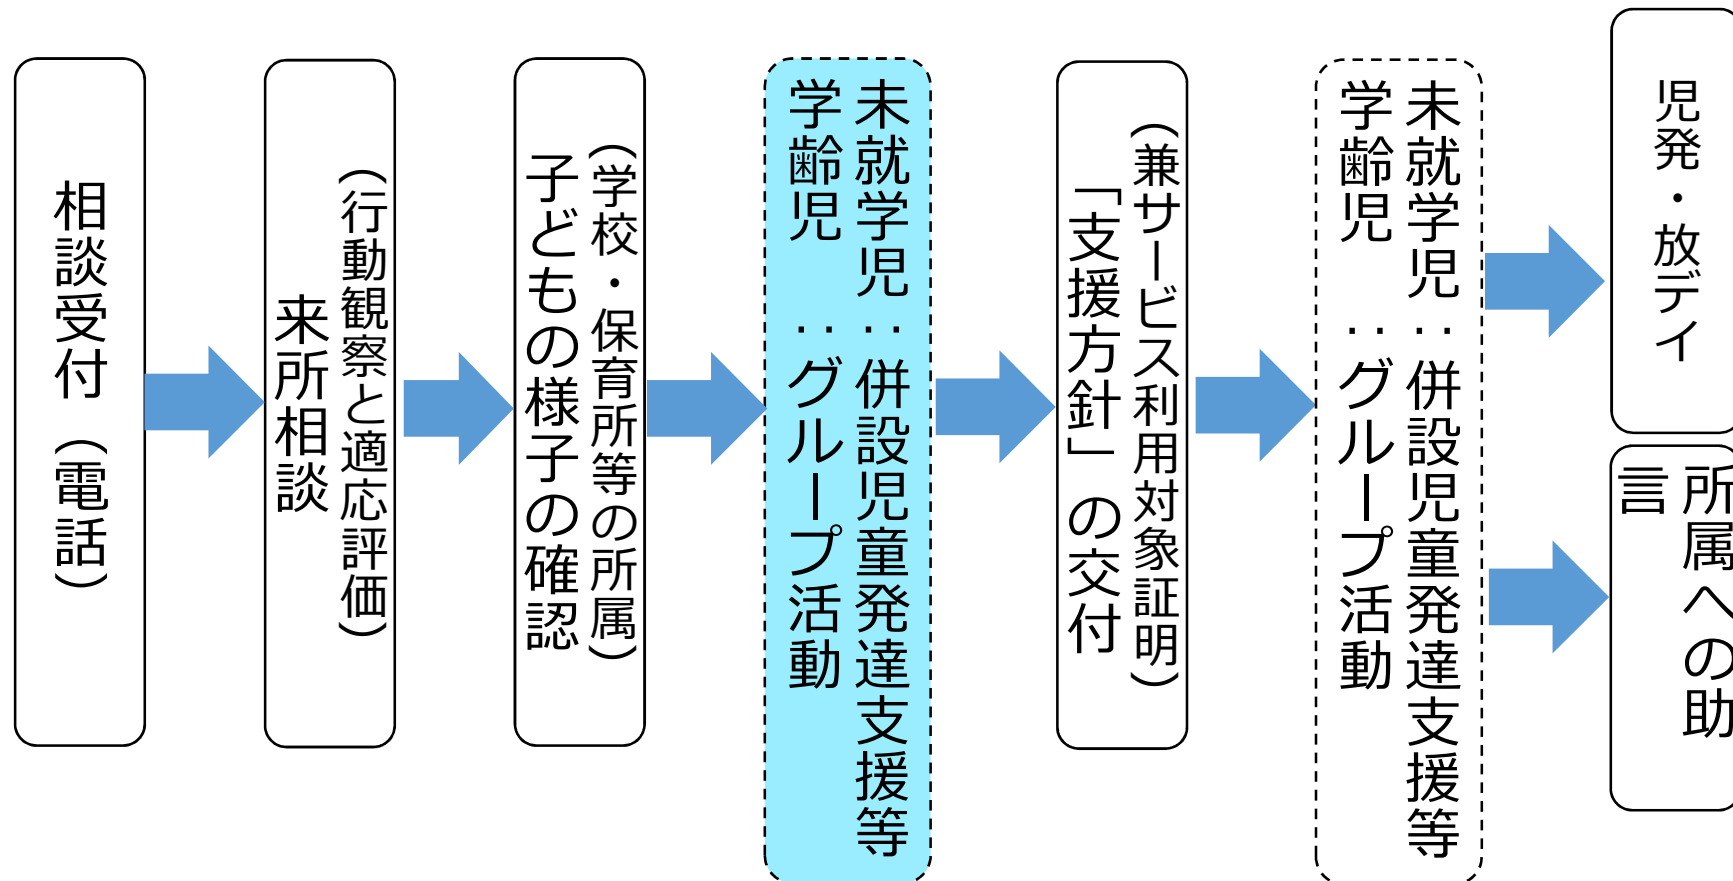 相談受付（電話）
（行動観察と適応評価）
来所相談
（学校・保育所等の所属）
子どもの様子の確認
未就学児：併設児童発達支援等
学齢児　：グループ活動
（兼サービス利用対象証明）
「支援方針」の交付
未就学児：併設児童発達支援等
学齢児　：グループ活動
児発・放デイ
所属への助
言